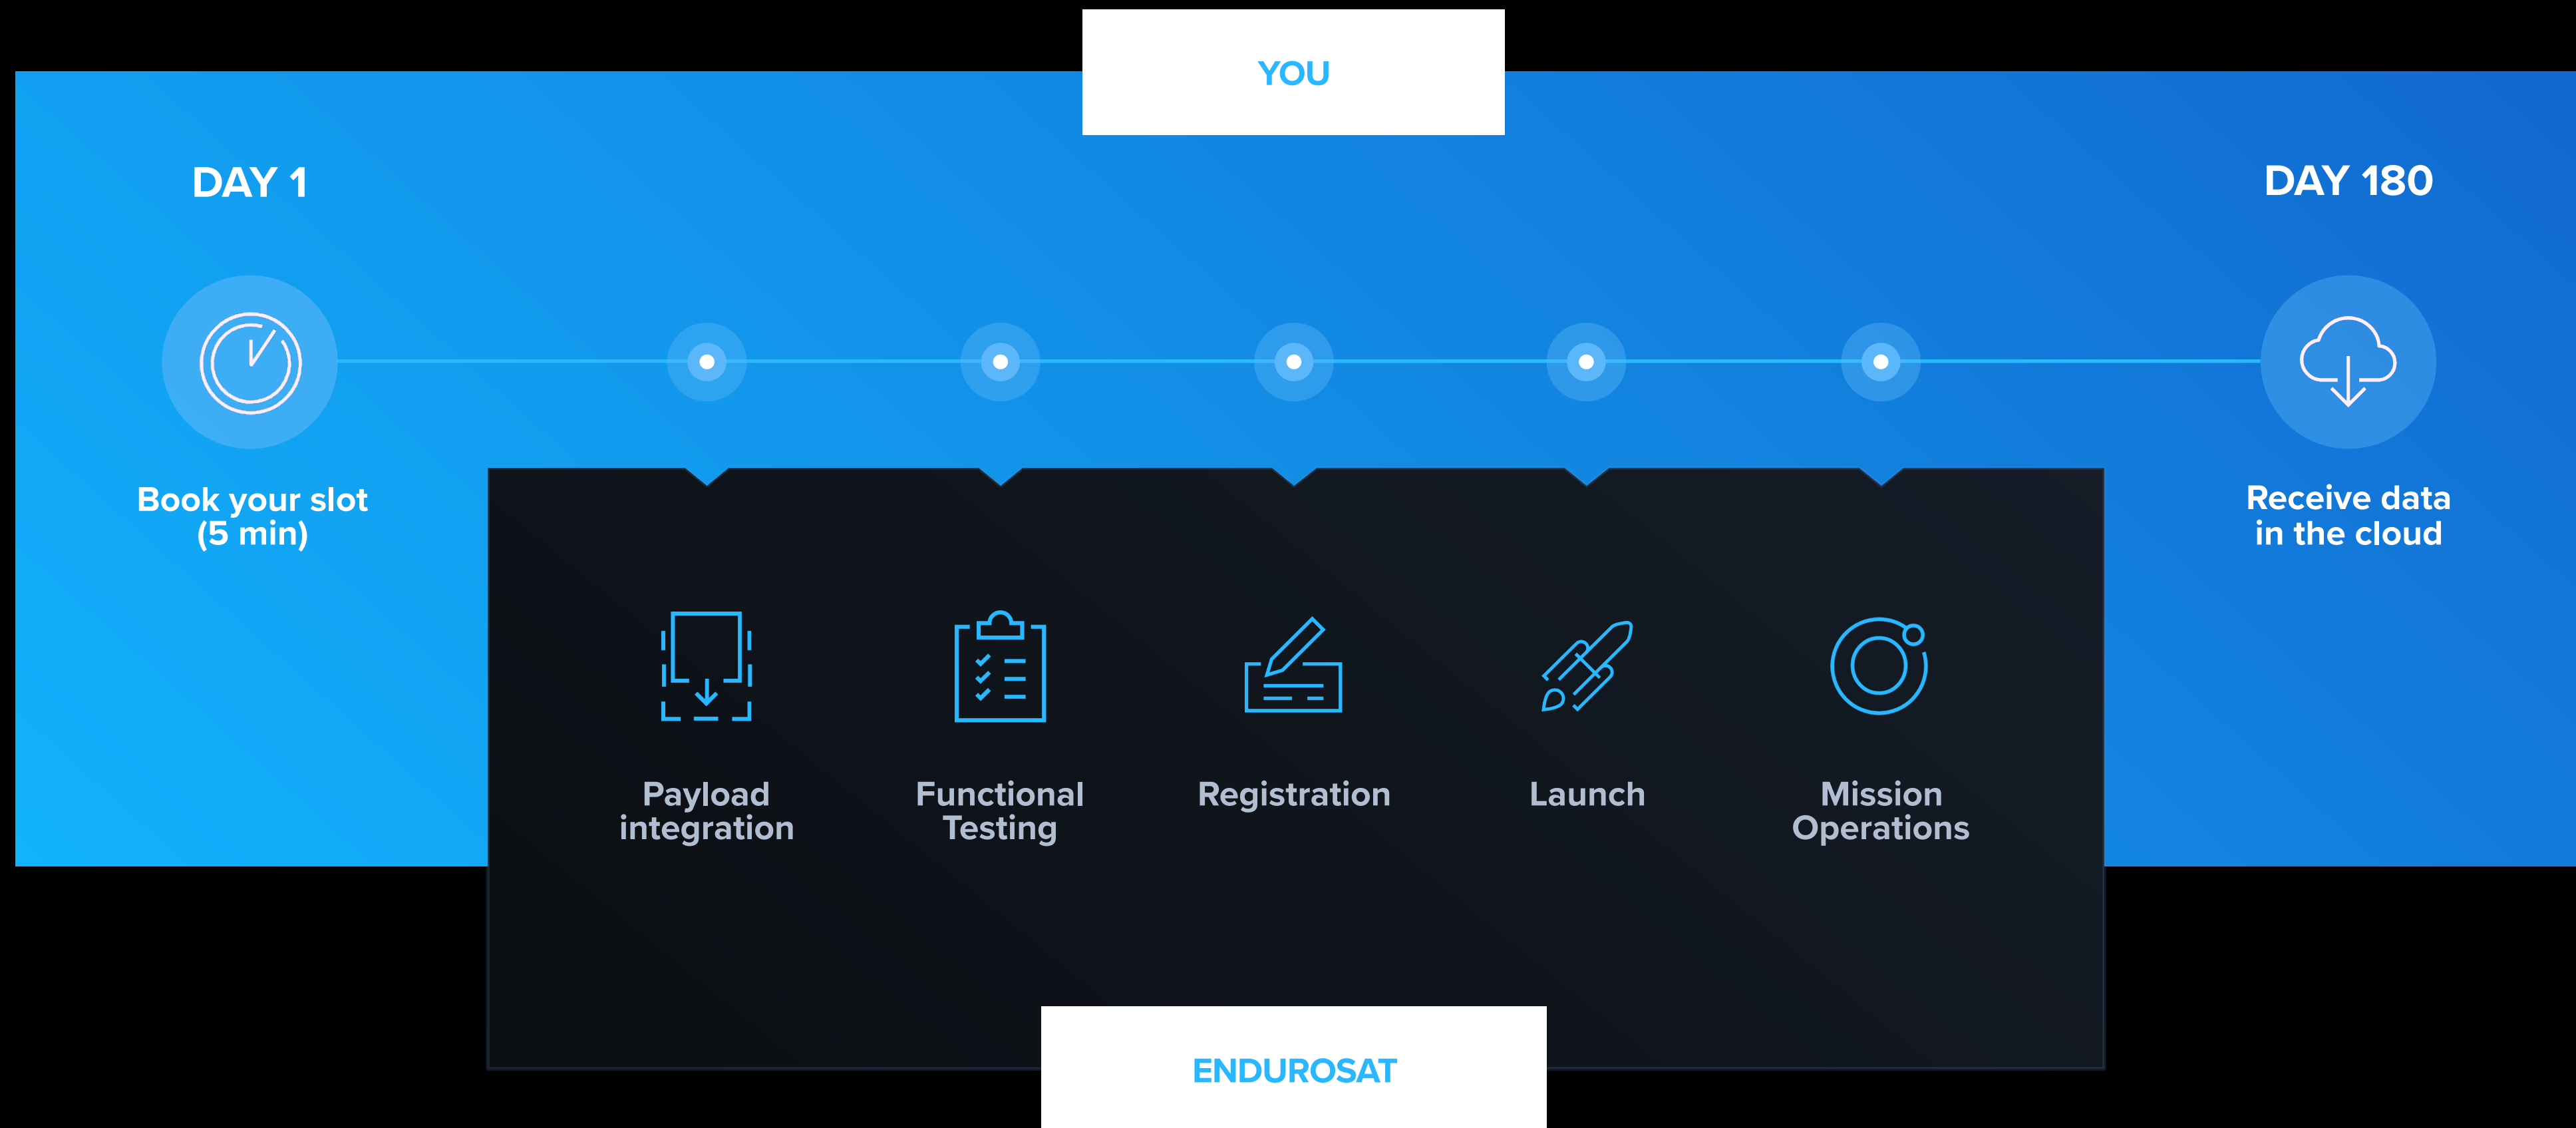 YOU
DAY 1
DAY 180
Book your slot
(5 min)
Receive data
in the cloud
Payload
integration
Functional
Testing
Registration
Launch
Mission
Operations
ENDUROSAT